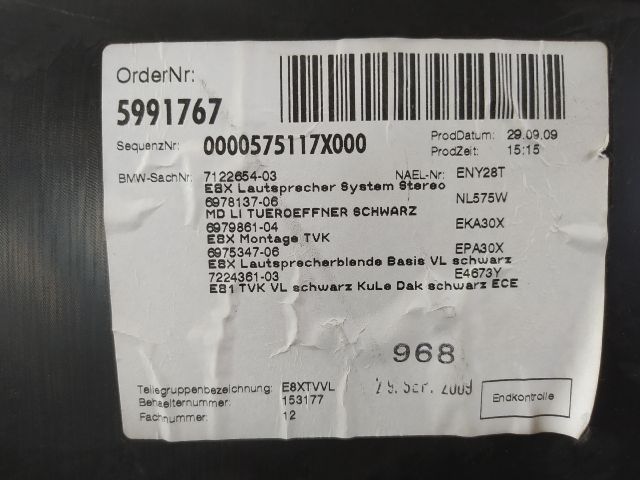 OrderNr:
5991767
SequenzNr: 0000575117X000 ProdDatum: 29.09.09
ProdZeit: 15:15
BMW-SachNr: 7122654-03 NAEL-Nr: ENY28T
E8X Lautsprecher System Stereo
6978137-06 NL575W
MD LI TUEROEFFNER SCHWARZ
6979861-04 EKA30X
E8X Montage TVK
6975347-06 EPA30X
E8X Lautsprecherblende Basis VL schwarz
7224361-03 E4673Y
E81 TVK VL schwarz KuLe Dak schwarz ECE
968
Teilegruppenbezeichnung: E8XTVVL 29. SEP. 2009
Behaelternummer: 153177 Endkontrolle
Fachnummer: 12